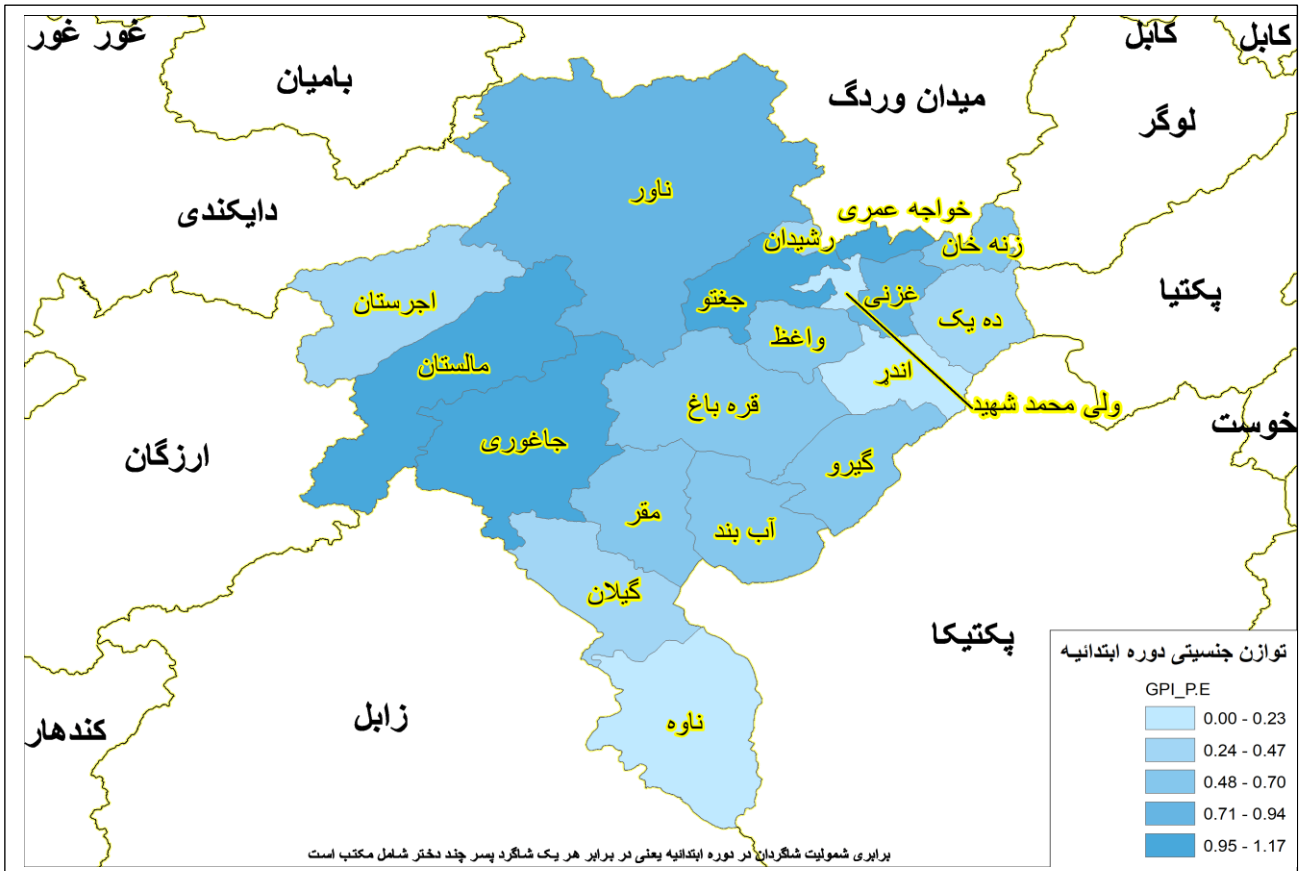 غور غور
بامیان
کابل
کابل
میدان وردگ
لوگر
دایکندی
ناور
خواجه عمری
رشیدان
زنه خان
پکتیا
اجرستان
جغتو
غزنی
ده یک
واغظ
مالستان
اندړ
ولی محمد شهید
قره باغ
خوست
ارزگان
جاغوری
گیرو
مقر
آب بند
گیلان
پکتیکا
ناوه
زابل
کندهار
توازن جنسیتی دوره ابتدائیه
GPI_P.E
0.00 - 0.23
0.24 - 0.47
0.48 - 0.70
0.71 - 0.94
0.95 - 1.17
برابری شمولیت شاگردان در دوره ابتدائیه یعنی در برابر هر یک شاگرد پسر چند دختر شامل مکتب است